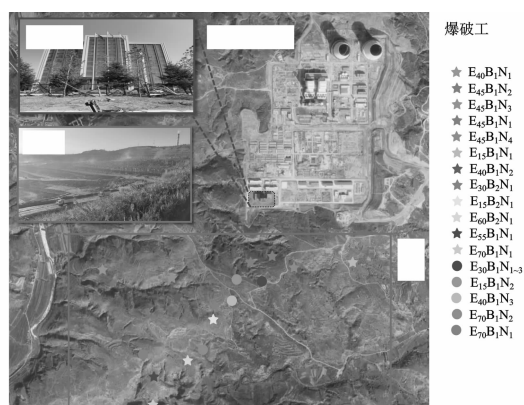 爆破工
E40B1N1
E45B1N2
E45B1N3
E45B1N1
E45B1N4
E15B1N1
E40B1N2
E30B2N1
E15B2N1
E60B2N1
E55B1N1
E70B1N1
E30B1N1~3
E15B1N2
E40B1N3
E70B1N2
E70B1N1